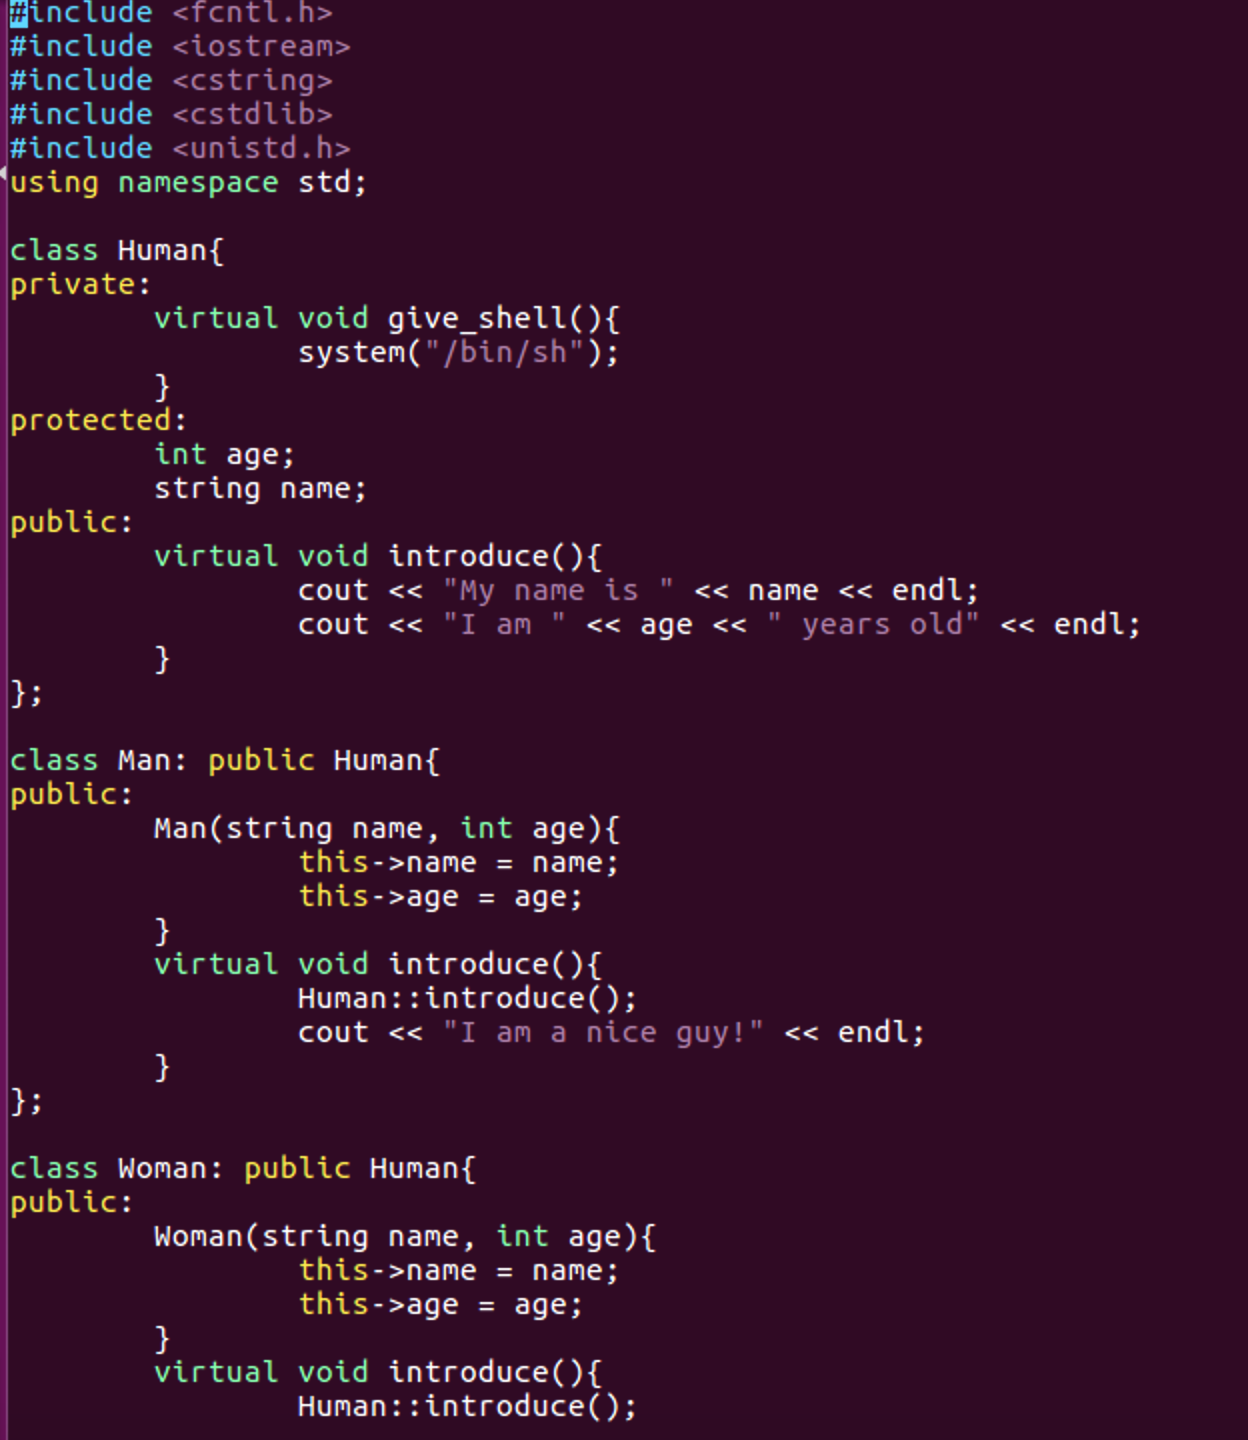 #include <fcntl.h>
#include <iostream>
#include <cstring>
#include <cstdlib>
#include <unistd.h>
using namespace std;

class Human{
private:
        virtual void give_shell(){
                system("/bin/sh");
        }
protected:
        int age;
        string name;
public:
        virtual void introduce(){
                cout << "My name is " << name << endl;
                cout << "I am " << age << " years old" << endl;
        }
};

class Man: public Human{
public:
        Man(string name, int age){
                this->name = name;
                this->age = age;
        }
        virtual void introduce(){
                Human::introduce();
                cout << "I am a nice guy!" << endl;
        }
};

class Woman: public Human{
public:
        Woman(string name, int age){
                this->name = name;
                this->age = age;
        }
        virtual void introduce(){
                Human::introduce();